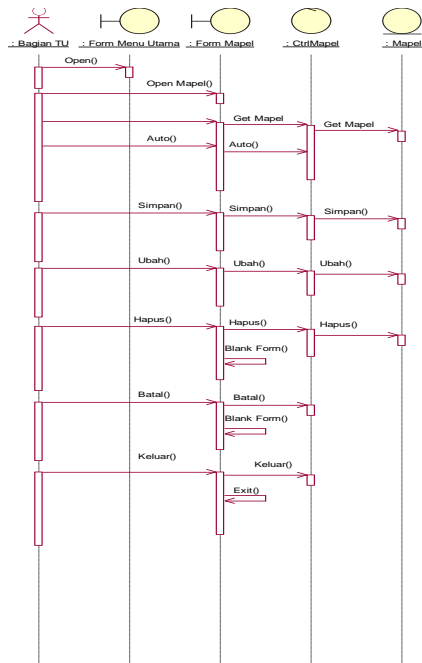 : Bagian TU : Form Menu Utama : Form Mapel : CtrlMapel : Mapel
Open()
Open Mapel()
Get Mapel
Get Mapel
Auto()
Auto()
Simpan()
Simpan()
Simpan()
Ubah()
Ubah()
Ubah()
Hapus()
Hapus()
Hapus()
Blank Form()
Batal()
Batal()
Blank Form()
Keluar()
Keluar()
Exit()